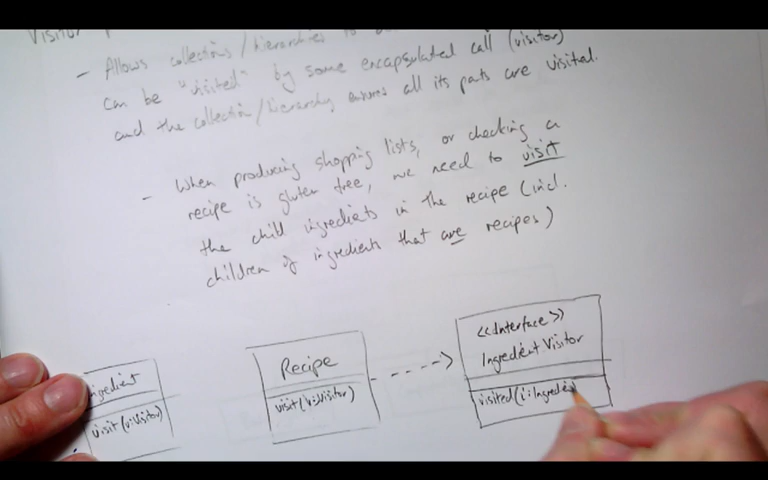 Visitor
- Allows collections/hierarchies to
can be "visited" by some encapsulated call (visitor)
and the collection/hierarchy ensures all its parts are visited.
- When producing shopping lists, or checking a
recipe is gluten free, we need to visit
the child ingredients in the recipe (incl.
children of ingredients that are recipes)
<<Interface>>
Ingredient Visitor
visited(i:Ingredien
Recipe
visit(v:Visitor)
ngredient
visit(v:Visitor)